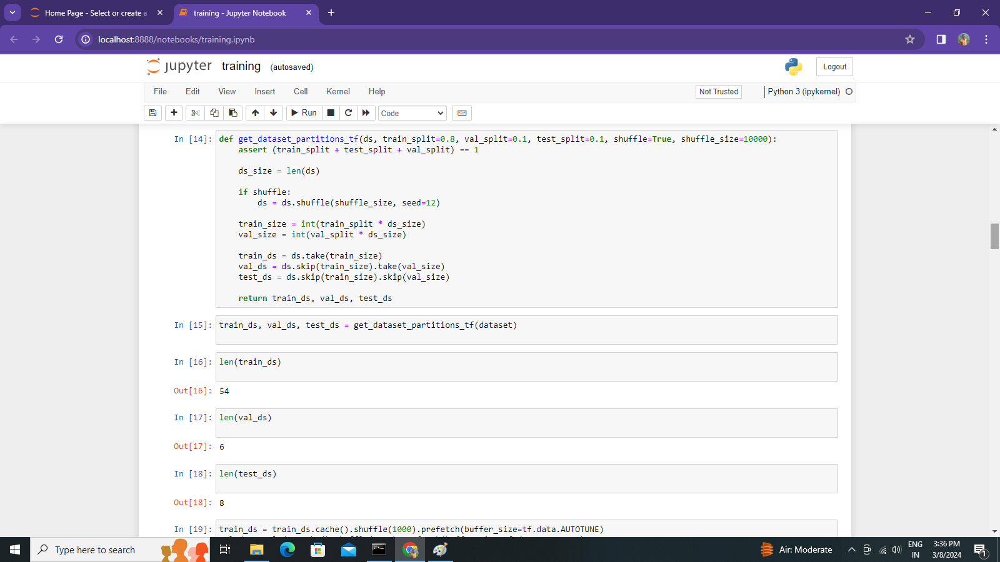 Home Page - Select or create a
training - Jupyter Notebook
localhost:8888/notebooks/training.ipynb
jupyter training (autosaved)
Logout
File Edit View Insert Cell Kernel Help
Not Trusted
Python 3 (ipykernel)
Run
Code
In [14]: def get_dataset_partitions_tf(ds, train_split=0.8, val_split=0.1, test_split=0.1, shuffle=True, shuffle_size=10000):
    assert (train_split + test_split + val_split) == 1
    ds_size = len(ds)
    if shuffle:
        ds = ds.shuffle(shuffle_size, seed=12)
    train_size = int(train_split * ds_size)
    val_size = int(val_split * ds_size)
    train_ds = ds.take(train_size)
    val_ds = ds.skip(train_size).take(val_size)
    test_ds = ds.skip(train_size).skip(val_size)
    return train_ds, val_ds, test_ds
In [15]: train_ds, val_ds, test_ds = get_dataset_partitions_tf(dataset)
In [16]: len(train_ds)
Out[16]: 54
In [17]: len(val_ds)
Out[17]: 6
In [18]: len(test_ds)
Out[18]: 8
In [19]: train_ds = train_ds.cache().shuffle(1000).prefetch(buffer_size=tf.data.AUTOTUNE)
Type here to search
Air: Moderate
ENG
IN
3:36 PM
3/8/2024
1